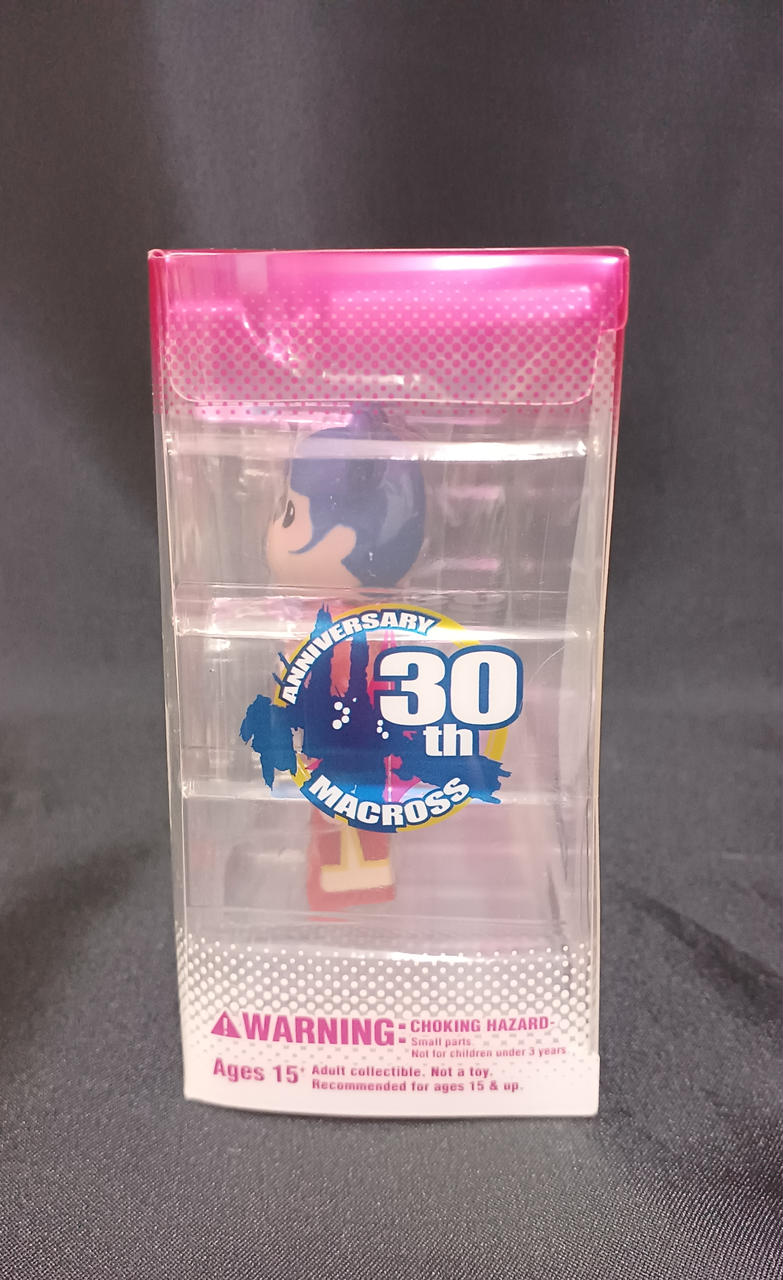 ANNIVERSARY
30
th
MACROSS
WARNING: CHOKING HAZARD-
Small parts
Not for children under 3 years
Ages 15+ Adult collectible. Not a toy.
Recommended for ages 15 & up.